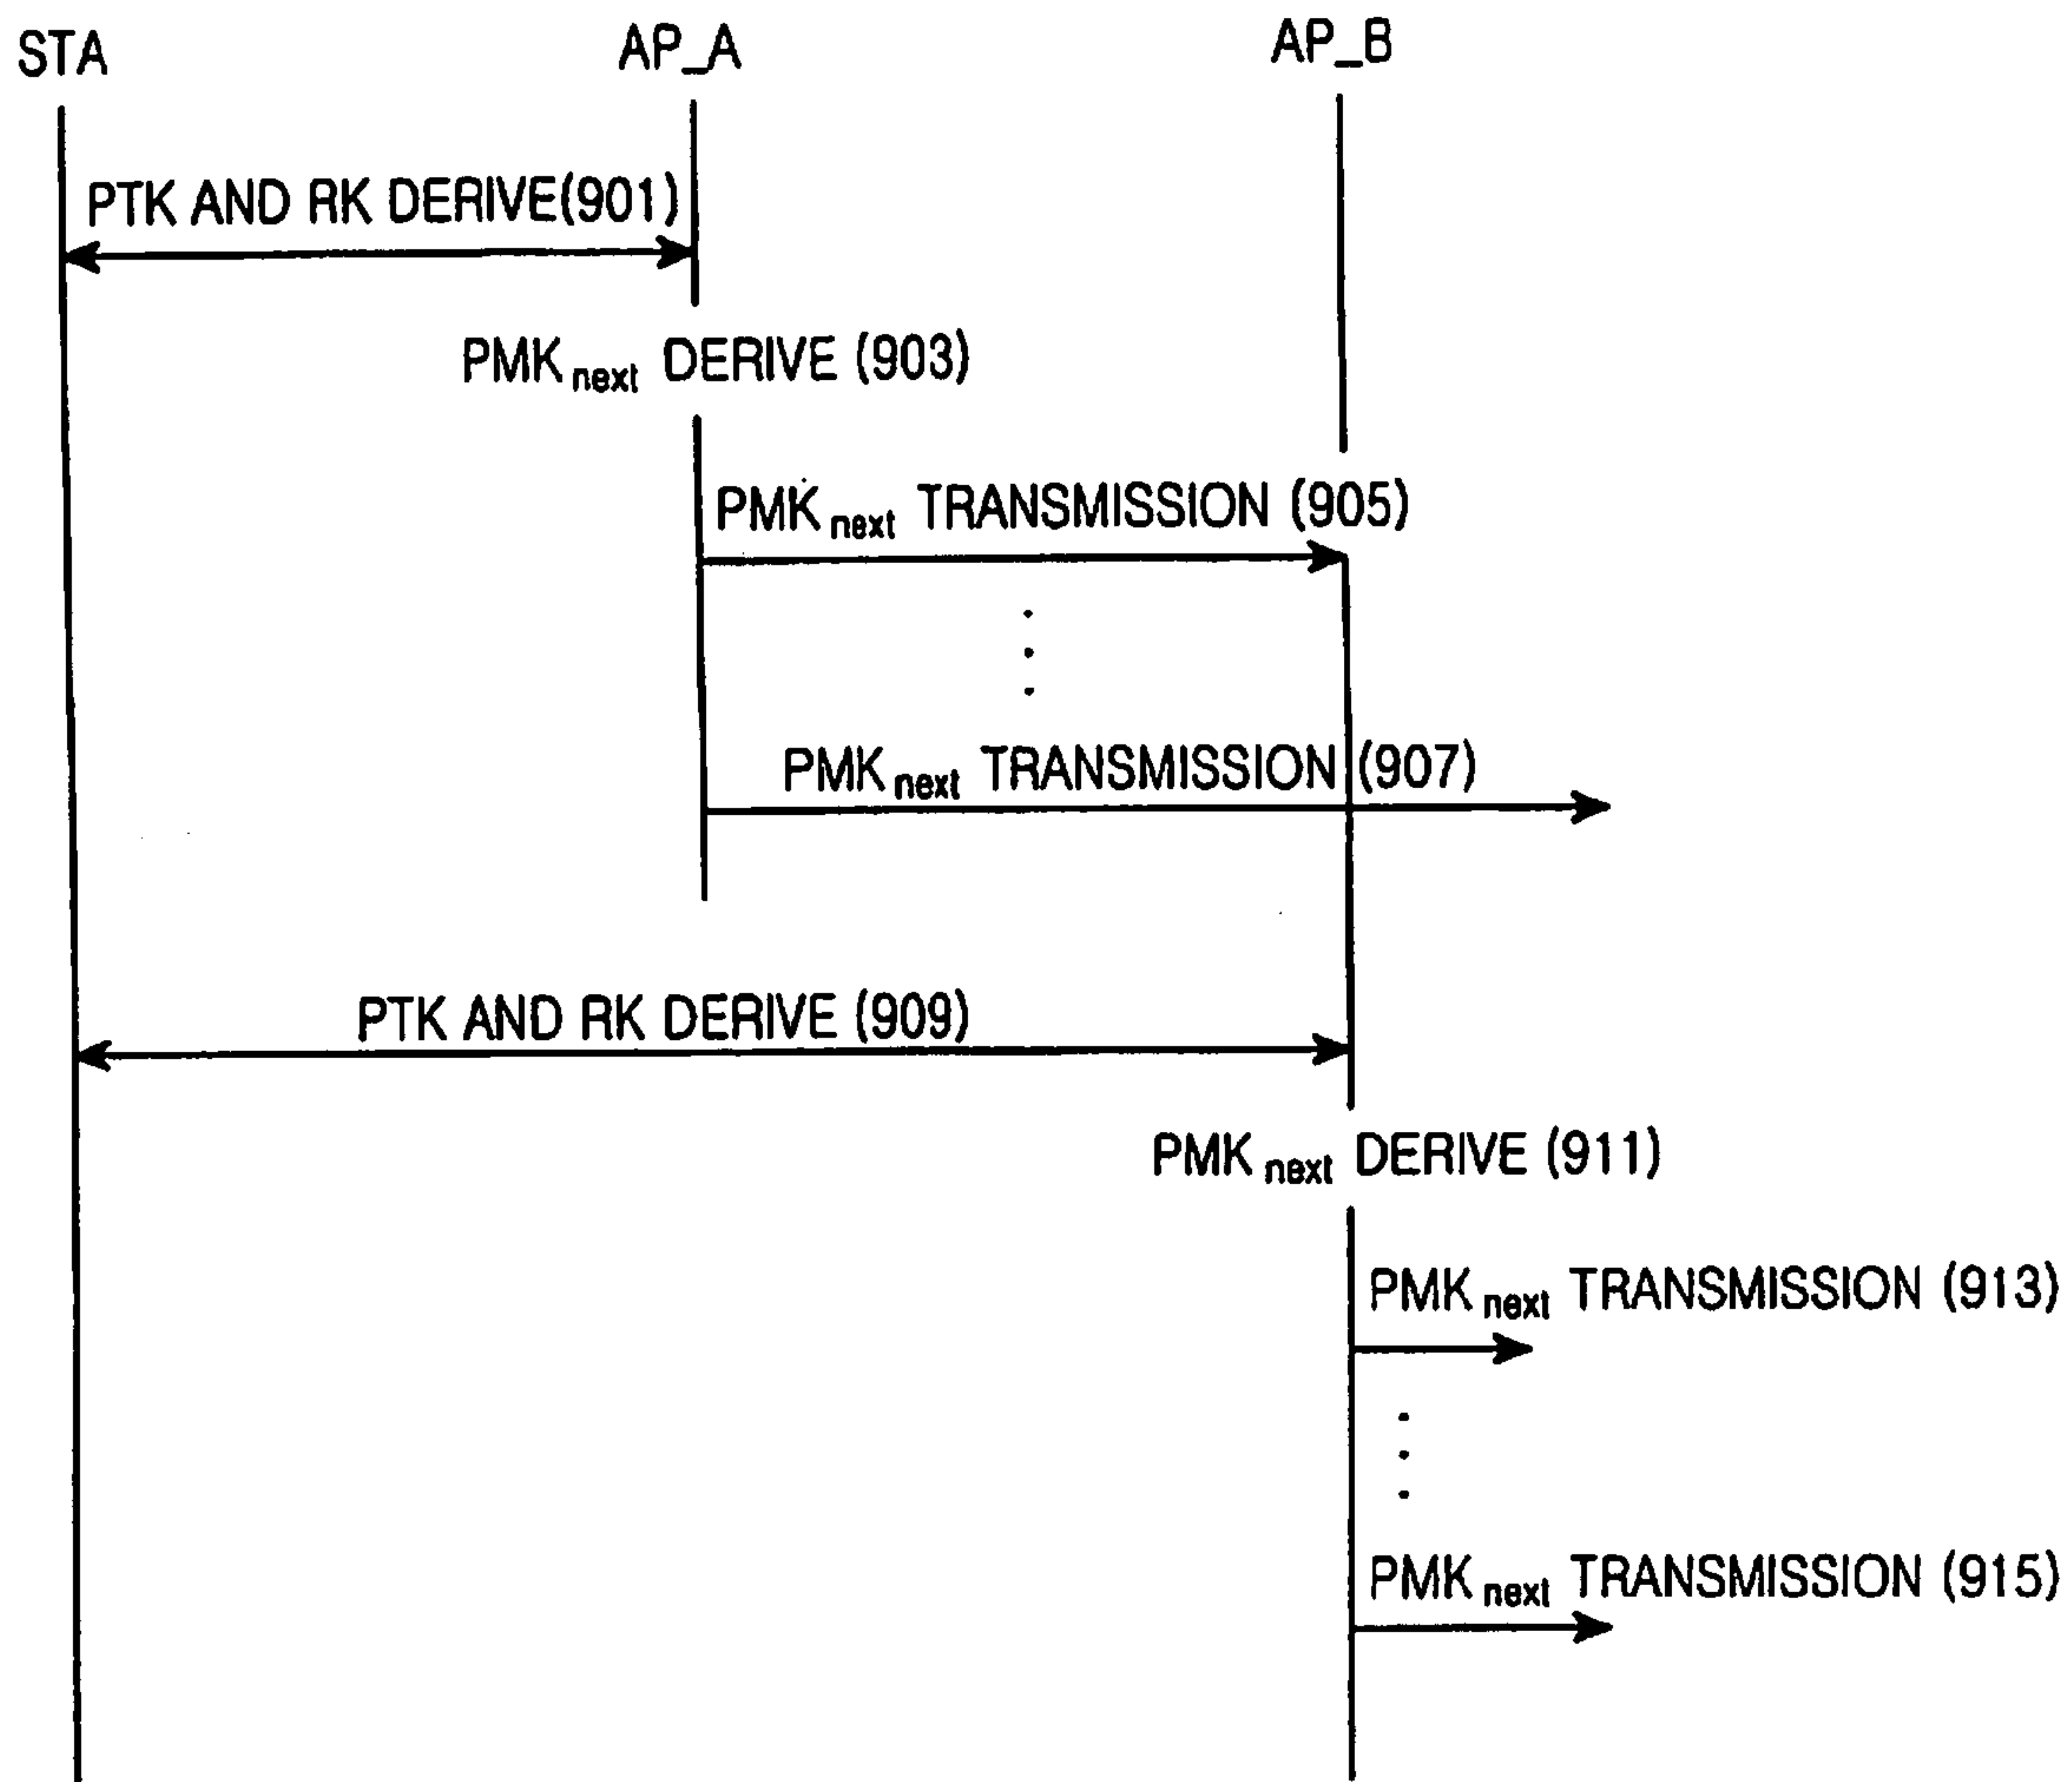 STA AP_A AP_B
PTK AND RK DERIVE(901)
PMKnext DERIVE (903)
PMKnext TRANSMISSION (905)
PMKnext TRANSMISSION (907)
PTK AND RK DERIVE (909)
PMKnext DERIVE (911)
PMKnext TRANSMISSION (913)
PMKnext TRANSMISSION (915)